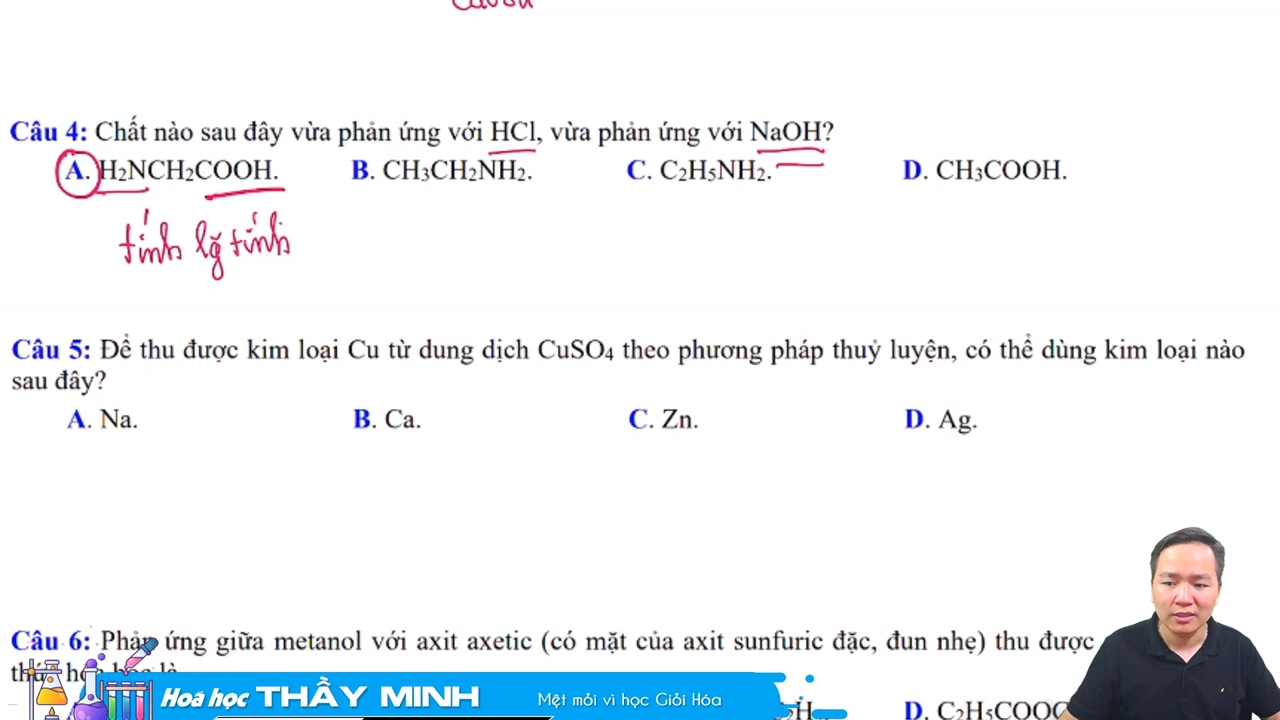 Câu 4: Chất nào sau đây vừa phản ứng với HCl, vừa phản ứng với NaOH?
A. H₂NCH₂COOH. B. CH₃CH₂NH₂. C. C₂H₅NH₂. D. CH₃COOH.
tính lg tính
Câu 5: Để thu được kim loại Cu từ dung dịch CuSO₄ theo phương pháp thuỷ luyện, có thể dùng kim loại nào
sau đây?
A. Na. B. Ca. C. Zn. D. Ag.
Câu 6: Phản ứng giữa metanol với axit axetic (có mặt của axit sunfuric đặc, đun nhẹ) thu được
D. C₂H₅COO
Hoá học THẦY MINH Mệt mỏi vì học Giỏi Hóa